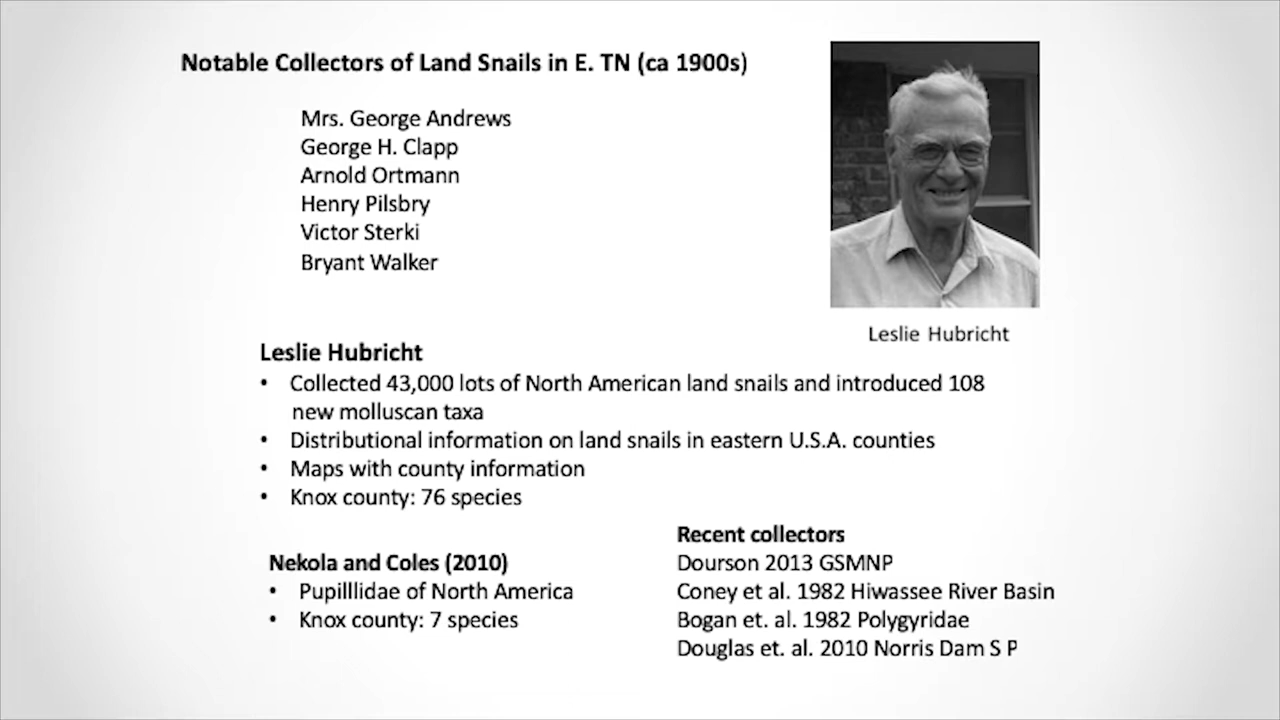 Notable Collectors of Land Snails in E. TN (ca 1900s)
Mrs. George Andrews
George H. Clapp
Arnold Ortmann
Henry Pilsbry
Victor Sterki
Bryant Walker
Leslie Hubricht
Leslie Hubricht
• Collected 43,000 lots of North American land snails and introduced 108
new molluscan taxa
• Distributional information on land snails in eastern U.S.A. counties
• Maps with county information
• Knox county: 76 species
Nekola and Coles (2010)
• Pupilllidae of North America
• Knox county: 7 species
Recent collectors
Dourson 2013 GSMNP
Coney et al. 1982 Hiwassee River Basin
Bogan et. al. 1982 Polygyridae
Douglas et. al. 2010 Norris Dam S P